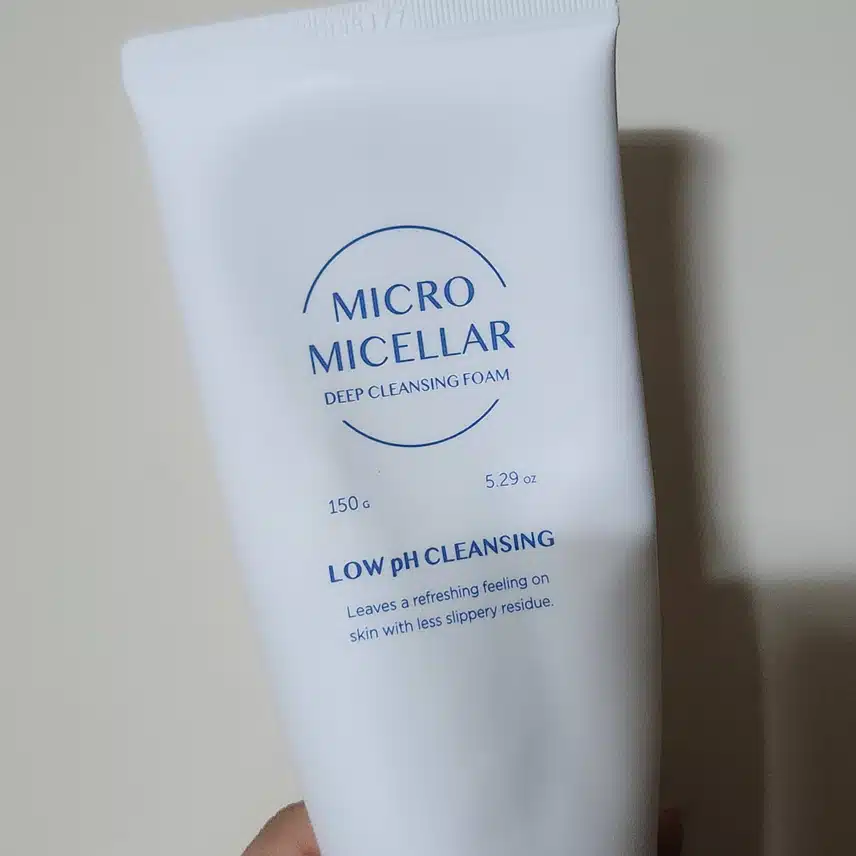 MICRO
MICELLAR
DEEP CLEANSING FOAM
150 G 5.29 oz
LOW pH CLEANSING
Leaves a refreshing feeling on
skin with less slippery residue.